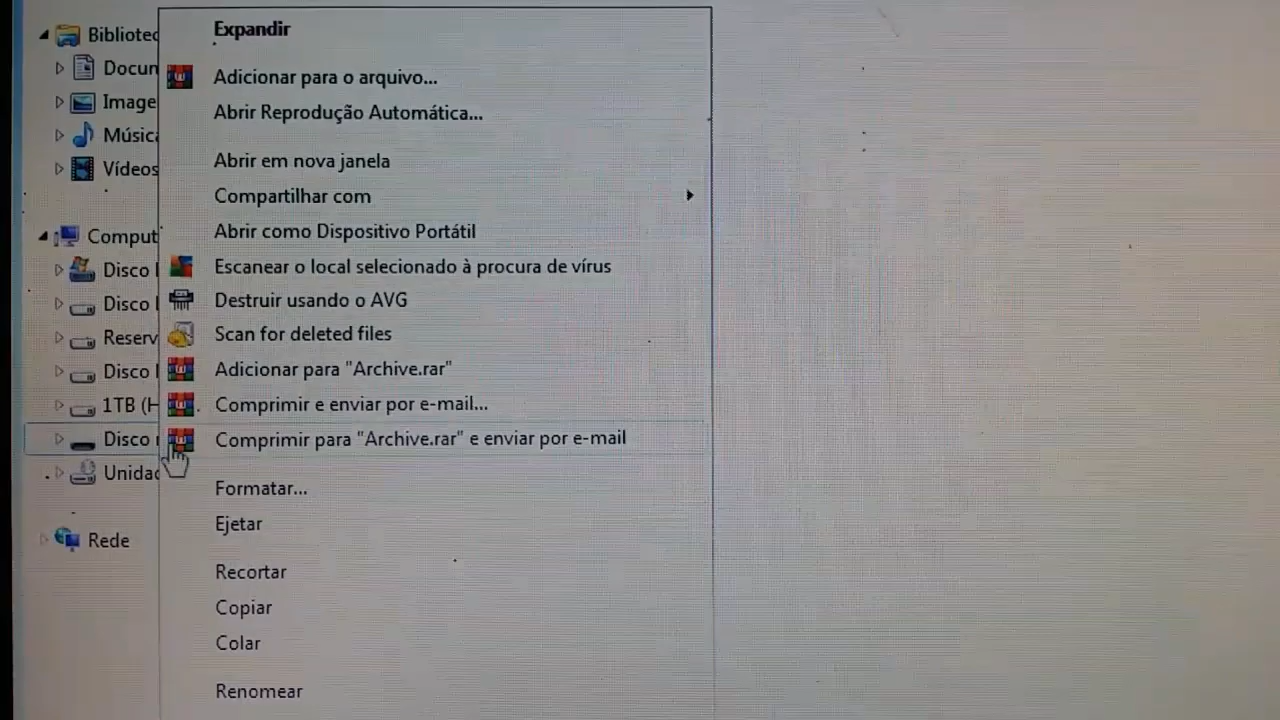 Expandir
Adicionar para o arquivo...
Abrir Reprodução Automática...
Abrir em nova janela
Compartilhar com
Abrir como Dispositivo Portátil
Escanear o local selecionado à procura de vírus
Destruir usando o AVG
Scan for deleted files
Adicionar para "Archive.rar"
Comprimir e enviar por e-mail...
Comprimir para "Archive.rar" e enviar por e-mail
Formatar...
Ejetar
Recortar
Copiar
Colar
Renomear
Bibliotec
Docun
Image
Música
Vídeos
Comput
Disco
Disco
Reserv
Disco
1TB (H
Disco
Unidad
Rede